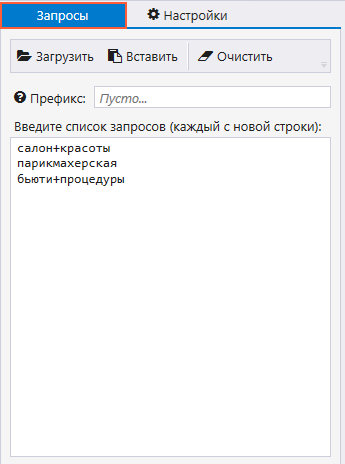 Запросы
Настройки
Загрузить
Вставить
Очистить
Префикс:
Пусто...
Введите список запросов (каждый с новой строки):
салон+красоты
парикмахерская
бьюти+процедуры